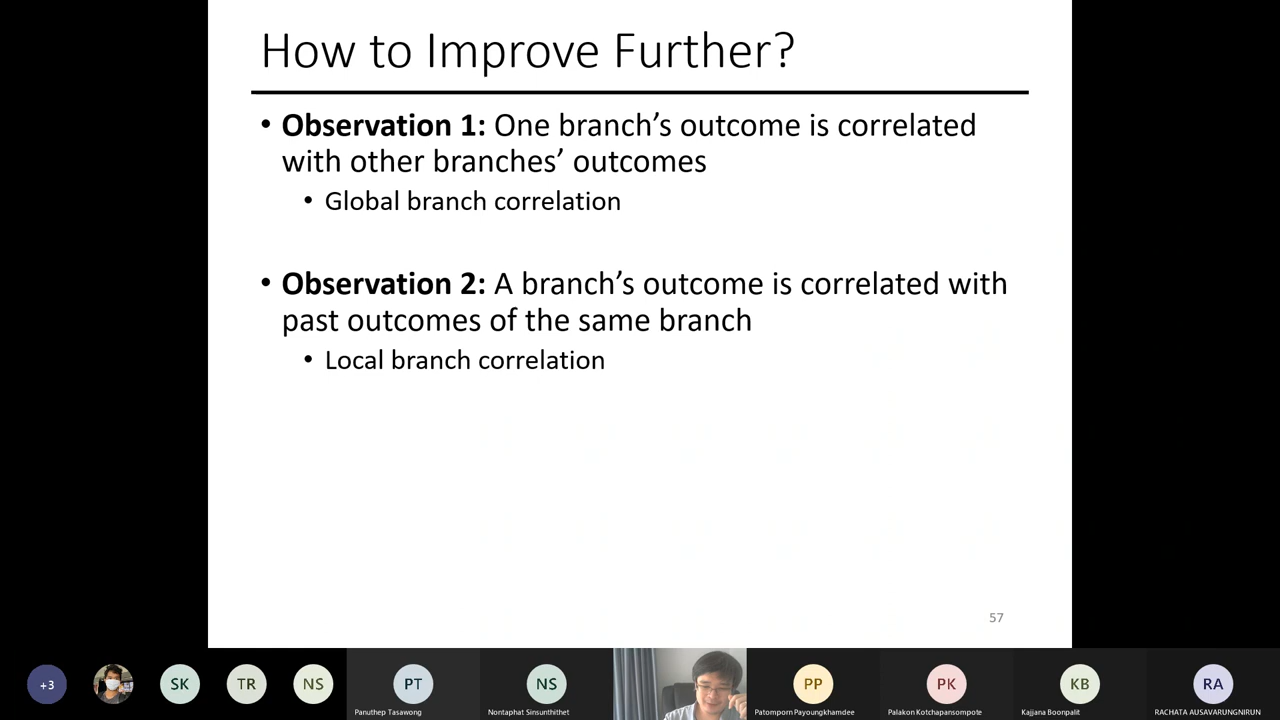 How to Improve Further?
• Observation 1: One branch’s outcome is correlated
with other branches’ outcomes
• Global branch correlation
• Observation 2: A branch’s outcome is correlated with
past outcomes of the same branch
• Local branch correlation
57
+3
SK
TR
NS
PT
NS
PP
PK
KB
RA
Panuthep Tasawong
Nontaphat Sinsunthithet
Patomporn Payoungkhamdee
Palakon Kotchapansompote
Kajjana Boonpalit
RACHATA AUSAVARUNGNIRUN